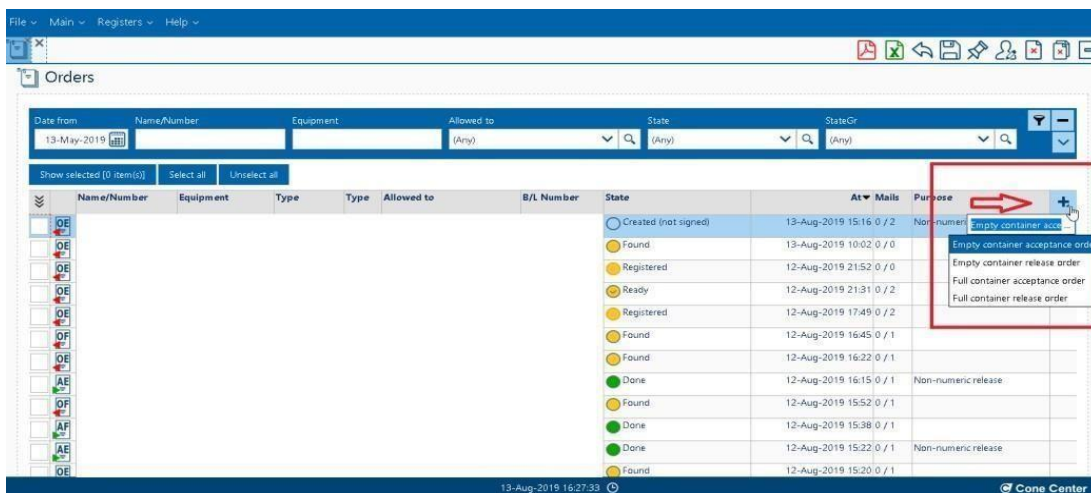 File Main Registers Help
Orders
Date from Name/Number Equipment Allowed to State StateGr
13-May-2019 (Any) (Any) (Any)
Show selected [0 item(s)] Select all Unselect all
Name/Number Equipment Type Type Allowed to B/L Number State At Mails Purpose
OE Created (not signed) 13-Aug-2019 15:16 0 / 2 Non-numeri Empty container acce ...
OE Found 13-Aug-2019 10:02 0 / 0 Empty container acceptance orde
OE Registered 12-Aug-2019 21:52 0 / 0 Empty container release order
OE Ready 12-Aug-2019 21:31 0 / 2 Full container acceptance order
Full container release order
OE Registered 12-Aug-2019 17:49 0 / 2
OF Found 12-Aug-2019 16:45 0 / 1
OE Found 12-Aug-2019 16:22 0 / 1
AE Done 12-Aug-2019 16:15 0 / 1 Non-numeric release
OF Found 12-Aug-2019 15:52 0 / 1
AF Done 12-Aug-2019 15:38 0 / 1
AE Done 12-Aug-2019 15:22 0 / 1 Non-numeric release
OE Found 12-Aug-2019 15:20 0 / 1
13-Aug-2019 16:27:33 Cone Center